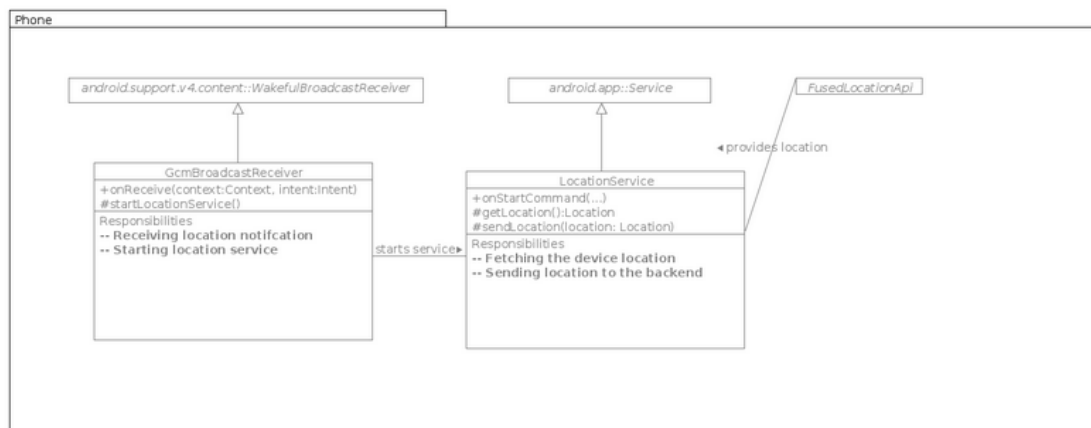 Phone
android.support.v4.content::WakefulBroadcastReceiver
android.app::Service
FusedLocationApi
◂ provides location
GcmBroadcastReceiver
+onReceive(context:Context, intent:Intent)
#startLocationService()
Responsibilities
-- Receiving location notifcation
-- Starting location service
starts service▸
LocationService
+onStartCommand(...)
#getLocation():Location
#sendLocation(location: Location)
Responsibilities
-- Fetching the device location
-- Sending location to the backend